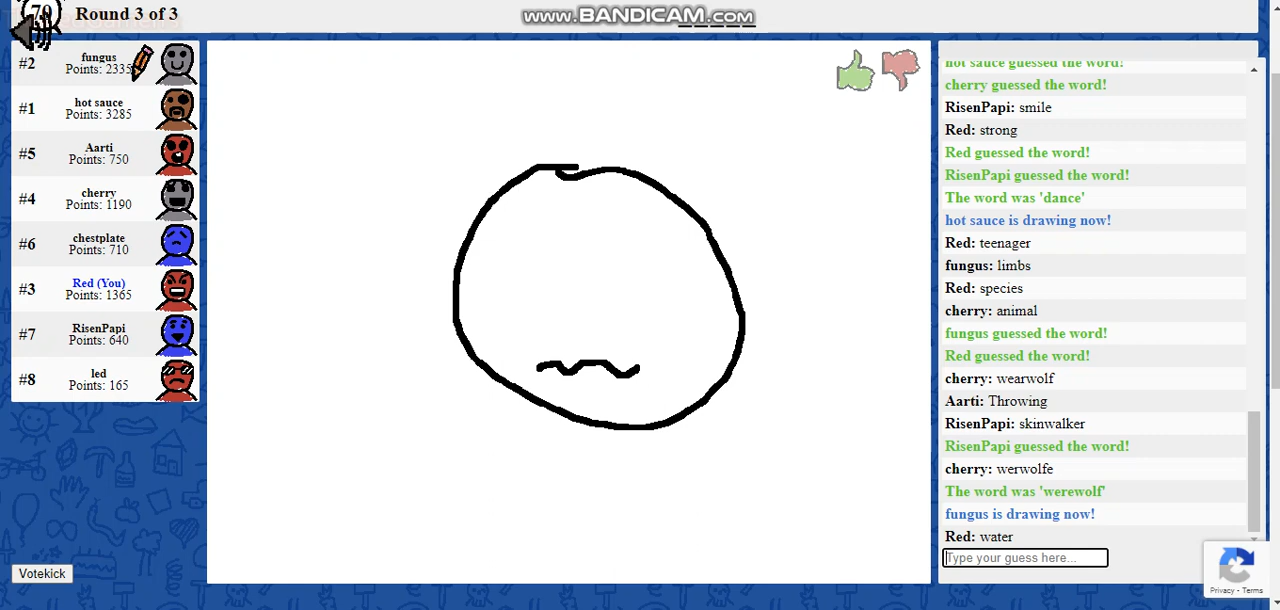 70
Round 3 of 3
www.BANDICAM.com
#2
fungus
Points: 2335
#1
hot sauce
Points: 3285
#5
Aarti
Points: 750
#4
cherry
Points: 1190
#6
chestplate
Points: 710
#3
Red (You)
Points: 1365
#7
RisenPapi
Points: 640
#8
led
Points: 165
Votekick
hot sauce guessed the word!
cherry guessed the word!
RisenPapi: smile
Red: strong
Red guessed the word!
RisenPapi guessed the word!
The word was 'dance'
hot sauce is drawing now!
Red: teenager
fungus: limbs
Red: species
cherry: animal
fungus guessed the word!
Red guessed the word!
cherry: wearwolf
Aarti: Throwing
RisenPapi: skinwalker
RisenPapi guessed the word!
cherry: werwolfe
The word was 'werewolf'
fungus is drawing now!
Red: water
Type your guess here...
Privacy - Terms